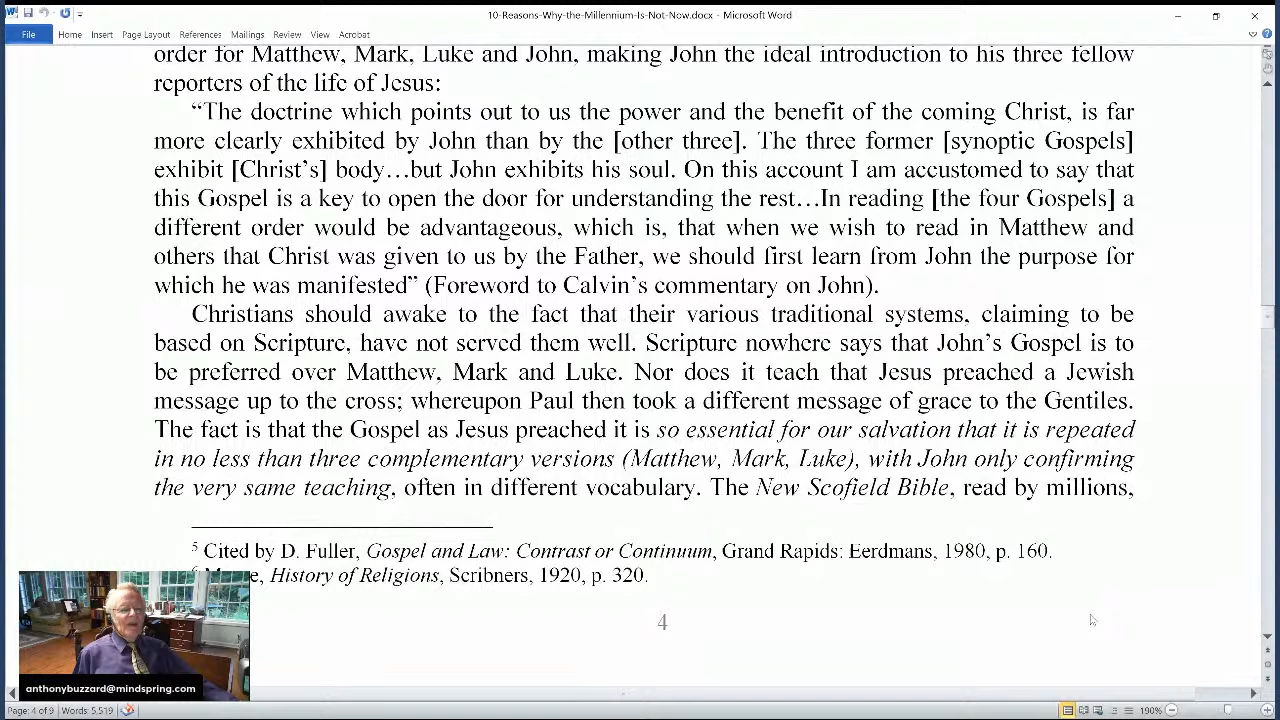 10-Reasons-Why-the-Millennium-Is-Not-Now.docx - Microsoft Word
File Home Insert Page Layout References Mailings Review View Acrobat
order for Matthew, Mark, Luke and John, making John the ideal introduction to his three fellow
reporters of the life of Jesus:
“The doctrine which points out to us the power and the benefit of the coming Christ, is far
more clearly exhibited by John than by the [other three]. The three former [synoptic Gospels]
exhibit [Christ’s] body…but John exhibits his soul. On this account I am accustomed to say that
this Gospel is a key to open the door for understanding the rest…In reading [the four Gospels] a
different order would be advantageous, which is, that when we wish to read in Matthew and
others that Christ was given to us by the Father, we should first learn from John the purpose for
which he was manifested” (Foreword to Calvin’s commentary on John).
Christians should awake to the fact that their various traditional systems, claiming to be
based on Scripture, have not served them well. Scripture nowhere says that John’s Gospel is to
be preferred over Matthew, Mark and Luke. Nor does it teach that Jesus preached a Jewish
message up to the cross; whereupon Paul then took a different message of grace to the Gentiles.
The fact is that the Gospel as Jesus preached it is so essential for our salvation that it is repeated
in no less than three complementary versions (Matthew, Mark, Luke), with John only confirming
the very same teaching, often in different vocabulary. The New Scofield Bible, read by millions,
5 Cited by D. Fuller, Gospel and Law: Contrast or Continuum, Grand Rapids: Eerdmans, 1980, p. 160.
History of Religions, Scribners, 1920, p. 320.
4
anthonybuzzard@mindspring.com
Page: 4 of 9 Words: 5,519 190%